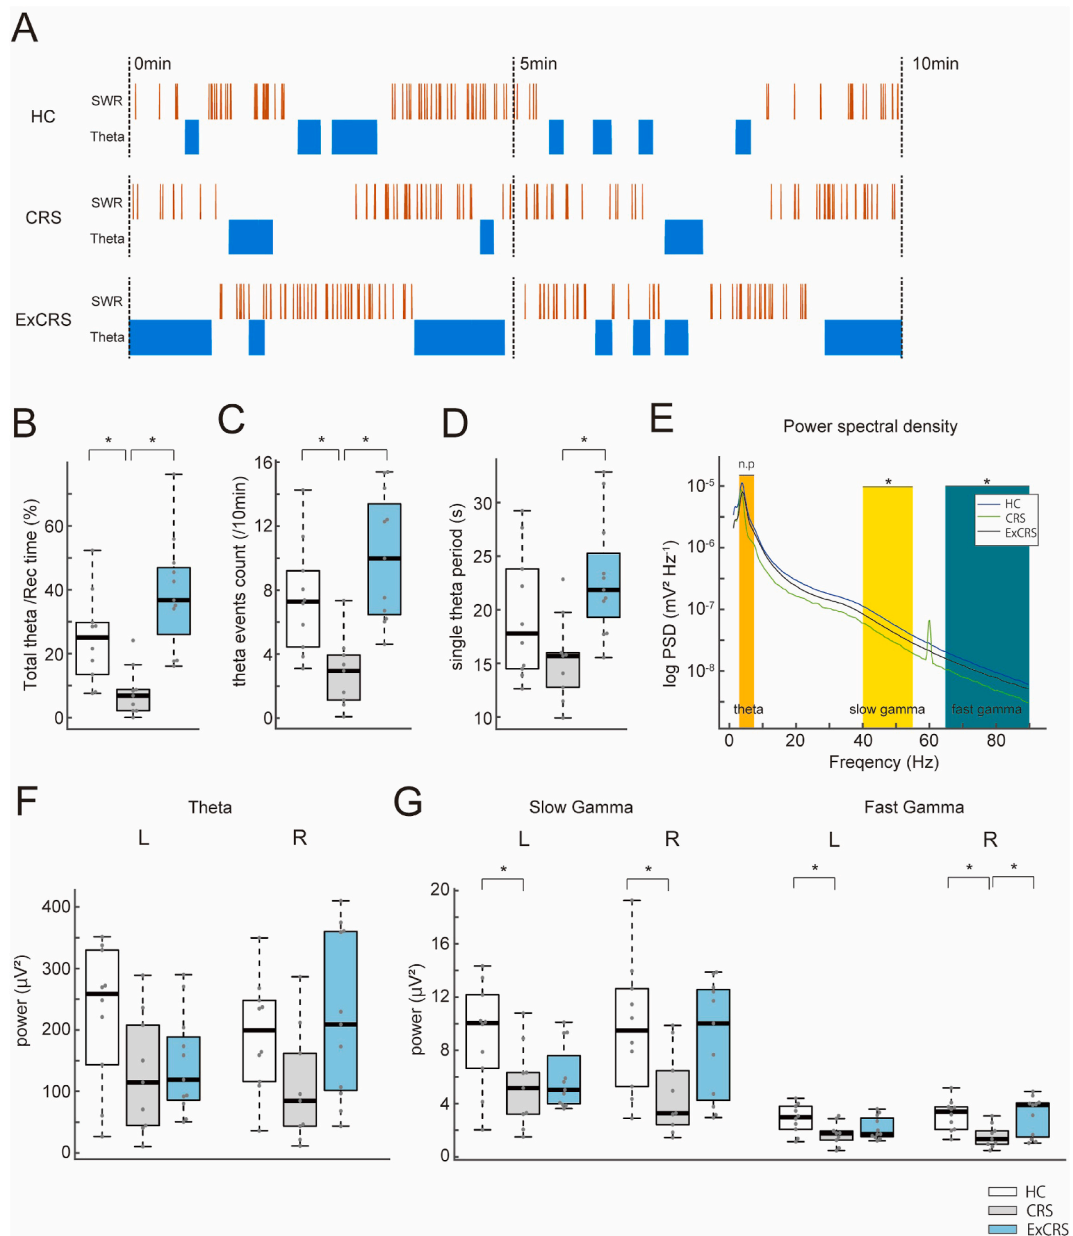 A
0min
5min
10min
HC
SWR
Theta
CRS
SWR
Theta
ExCRS
SWR
Theta
B
Total theta /Rec time (%)
60
40
20
0
* *
C
theta events count (/10min)
16
12
8
4
0
* *
D
single theta period (s)
30
25
20
15
10
*
E
Power spectral density
n.p
*
*
HC
CRS
ExCRS
log PSD (mV² Hz⁻¹)
10⁻⁵
10⁻⁶
10⁻⁷
10⁻⁸
theta
slow gamma
fast gamma
0 20 40 60 80
Freqency (Hz)
F
Theta
L R
power (µV²)
400
300
200
100
0
G
Slow Gamma
Fast Gamma
L R L R
* * * * *
power (µV²)
20
16
12
8
4
0
HC
CRS
ExCRS